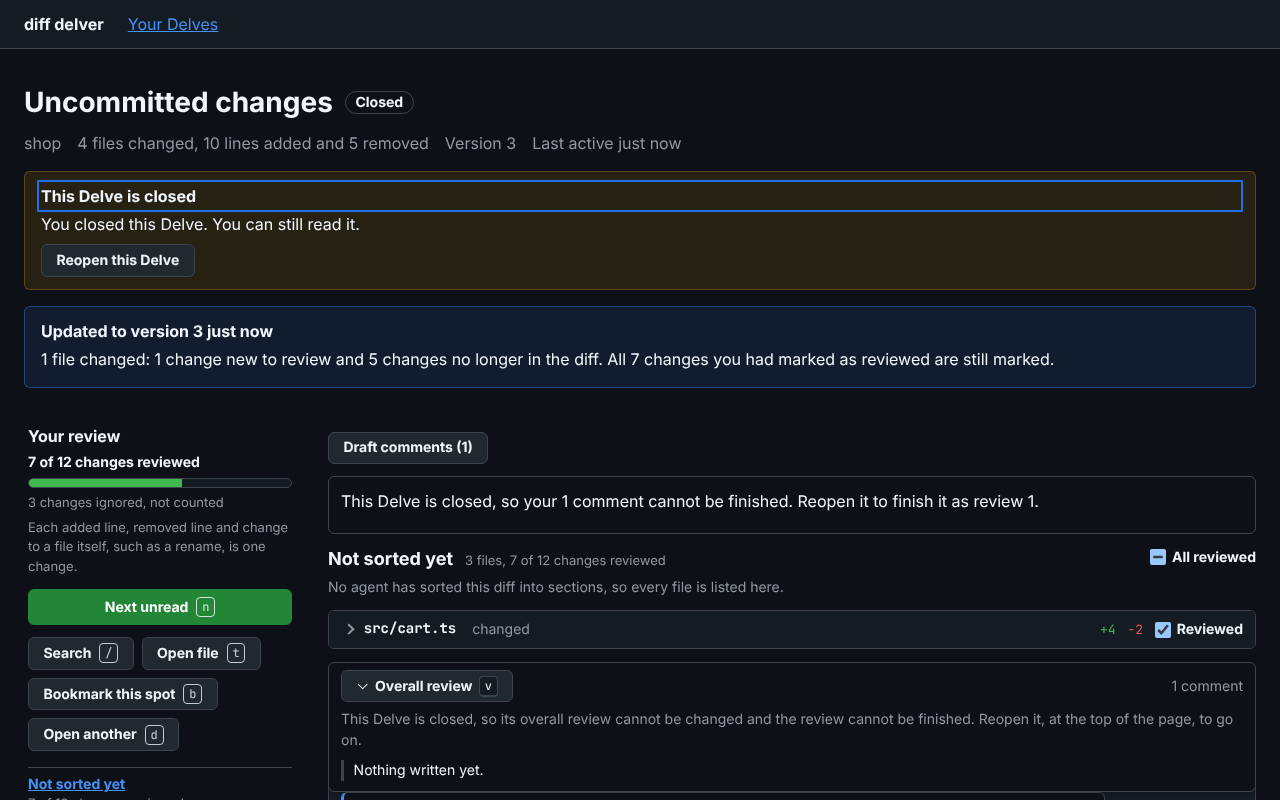 diff delver Your Delves
Uncommitted changes Closed
shop 4 files changed, 10 lines added and 5 removed Version 3 Last active just now
This Delve is closed
You closed this Delve. You can still read it.
Reopen this Delve
Updated to version 3 just now
1 file changed: 1 change new to review and 5 changes no longer in the diff. All 7 changes you had marked as reviewed are still marked.
Your review
7 of 12 changes reviewed
3 changes ignored, not counted
Each added line, removed line and change
to a file itself, such as a rename, is one
change.
Next unread n
Search / Open file t
Bookmark this spot b
Open another d
Not sorted yet
Draft comments (1)
This Delve is closed, so your 1 comment cannot be finished. Reopen it to finish it as review 1.
Not sorted yet 3 files, 7 of 12 changes reviewed All reviewed
No agent has sorted this diff into sections, so every file is listed here.
src/cart.ts changed +4 -2 Reviewed
Overall review v 1 comment
This Delve is closed, so its overall review cannot be changed and the review cannot be finished. Reopen it, at the top of the page, to go
on.
Nothing written yet.